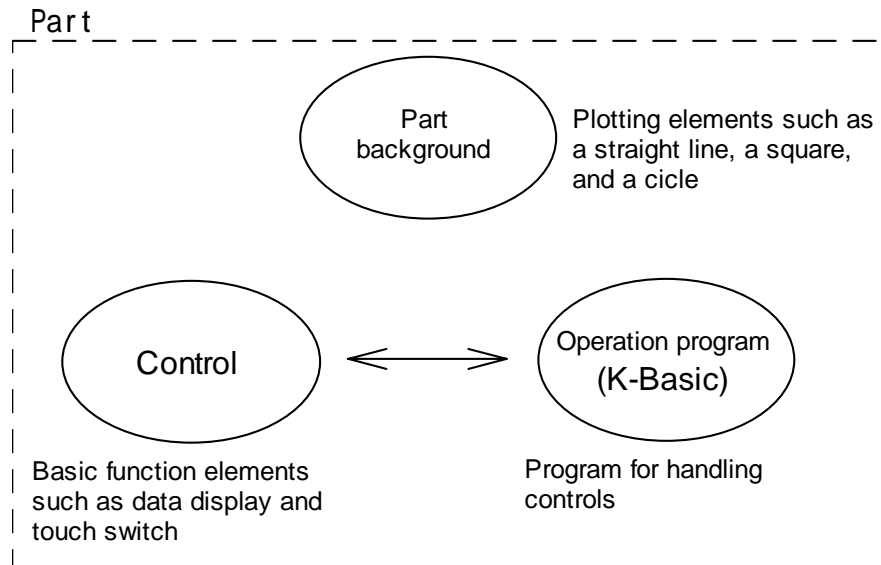 Part
Part
background
Plotting elements such as
a straight line, a square,
and a cicle
Control
Operation program
(K-Basic)
Basic function elements
such as data display and
touch switch
Program for handling
controls